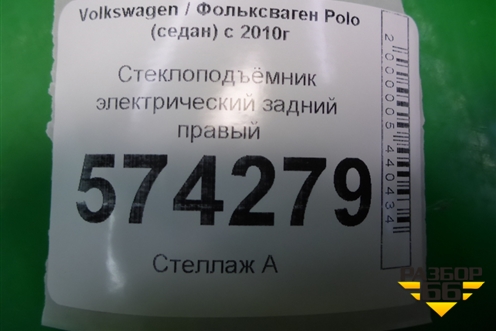 Volkswagen / Фольксваген Polo
(седан) с 2010г
Стеклоподъёмник
электрический задний
правый
574279
Стеллаж А
2000005440434
РАЗБОР
66